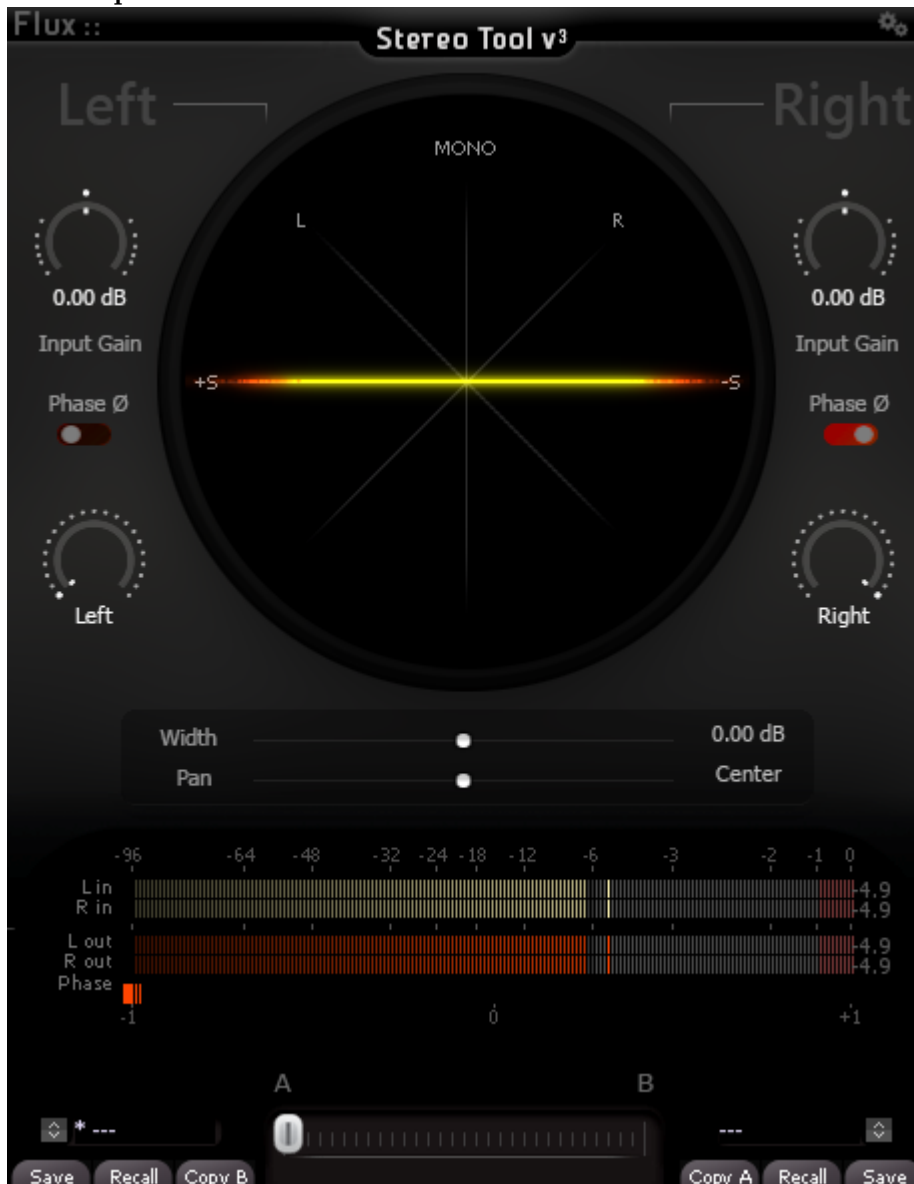 Flux ::
Stereo Tool v³
Left Right
MONO
L R
0.00 dB 0.00 dB
Input Gain Input Gain
+S -S
Phase Ø Phase Ø
Left Right
Width 0.00 dB
Pan Center
-96 -64 -48 -32 -24 -18 -12 -6 -3 -2 -1 0
L in -4.9
R in -4.9
L out -4.9
R out -4.9
Phase
-1 0 +1
A B
* --- ---
Save Recall Copy B Copy A Recall Save